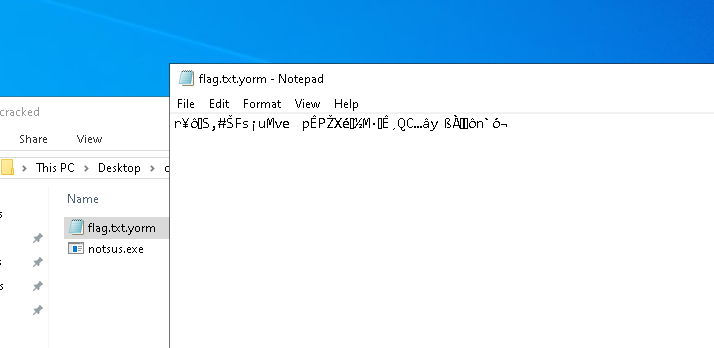 flag.txt.yorm - Notepad
cracked
File Edit Format View Help
r¥ô▯S,#ŠFs¡uMve pÊPŽXé▯½M·▯Ê¸QC…ây ßÀ▯▯ôn`ó¬
Share View
This PC Desktop
Name
flag.txt.yorm
notsus.exe